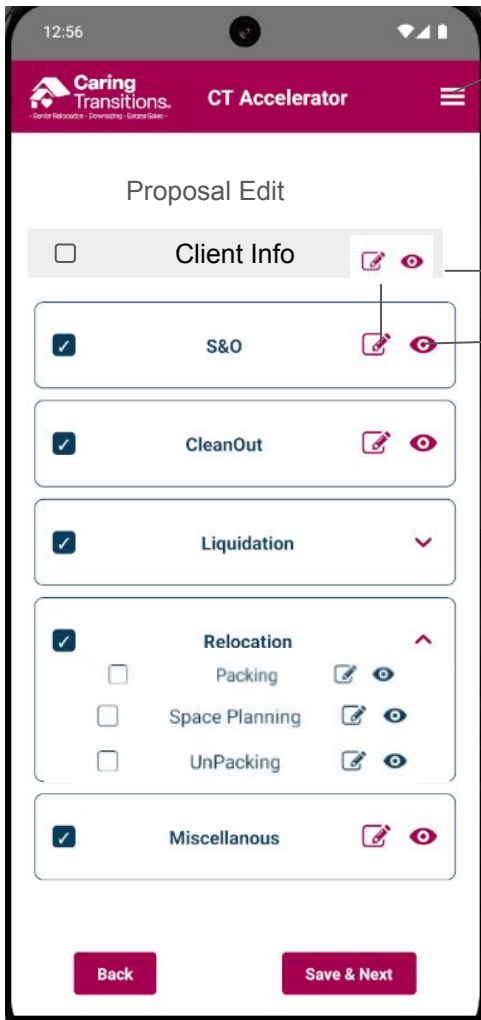 12:56
Caring
Transitions.
- Senior Relocation - Downsizing - Estate Sales -
CT Accelerator
Proposal Edit
Client Info
S&O
CleanOut
Liquidation
Relocation
Packing
Space Planning
UnPacking
Miscellanous
Back
Save & Next